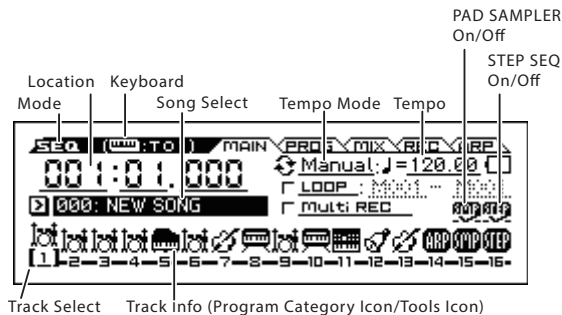 PAD SAMPLER
On/Off
STEP SEQ
On/Off
Location Keyboard
Mode Song Select Tempo Mode Tempo
SEQ MAIN PROG MIX REC ARP
001:01.000 Manual:♩=120.00
LOOP : M001 -
000: NEW SONG Multi REC SMP STEP
ARP SMP STEP
[1]-2-3-4-5-6-7-8-9-10-11-12-13-14-15-16-
Track Select Track Info (Program Category Icon/Tools Icon)